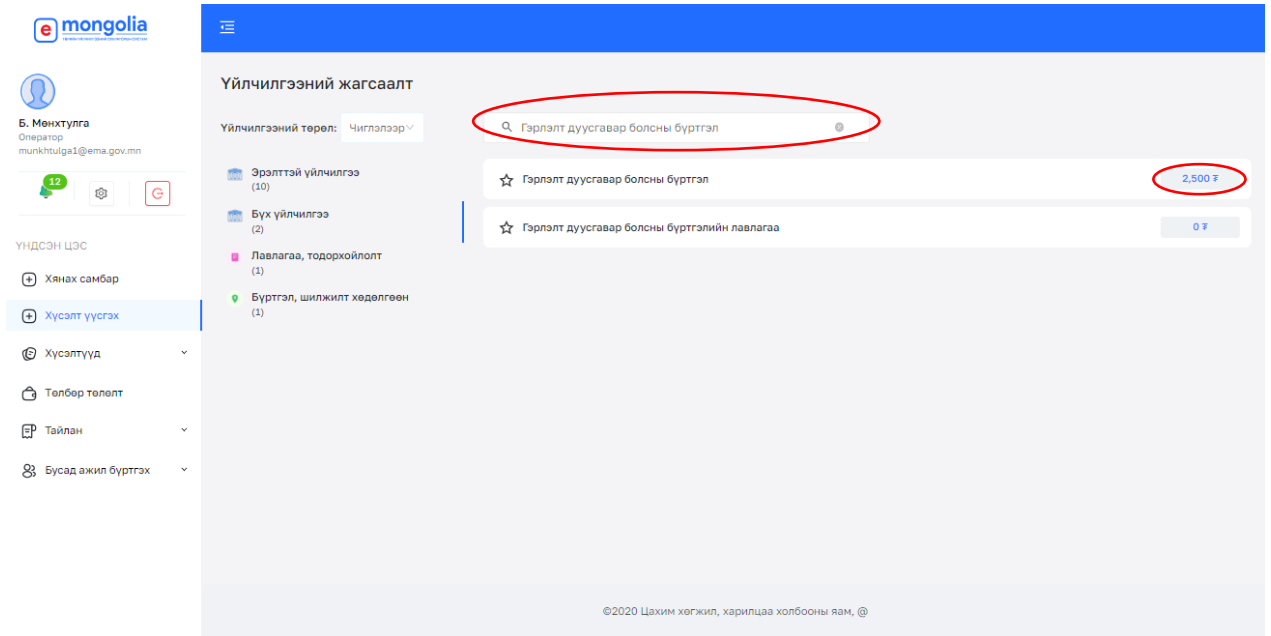 e mongolia
Б. Мөнхтулга
Оператор
munkhtulga1@ema.gov.mn
12
ҮНДСЭН ЦЭС
Хянах самбар
Хүсэлт үүсгэх
Хүсэлтүүд
Төлбөр төлөлт
Тайлан
Бусад ажил бүртгэх
Үйлчилгээний жагсаалт
Үйлчилгээний төрөл: Чиглэлээр
Гэрлэлт дуусгавар болсны бүртгэл
Эрэлттэй үйлчилгээ
(10)
Бүх үйлчилгээ
(2)
Лавлагаа, тодорхойлолт
(1)
Бүртгэл, шилжилт хөдөлгөөн
(1)
Гэрлэлт дуусгавар болсны бүртгэл 2,500 ₮
Гэрлэлт дуусгавар болсны бүртгэлийн лавлагаа 0 ₮
©2020 Цахим хөгжил, харилцаа холбооны яам, @